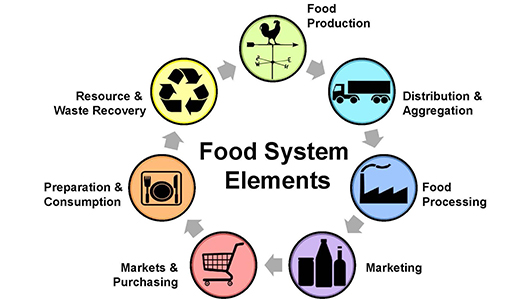 Food
Production
Distribution &
Aggregation
Food
Processing
Marketing
Markets &
Purchasing
Preparation &
Consumption
Resource &
Waste Recovery
Food System
Elements